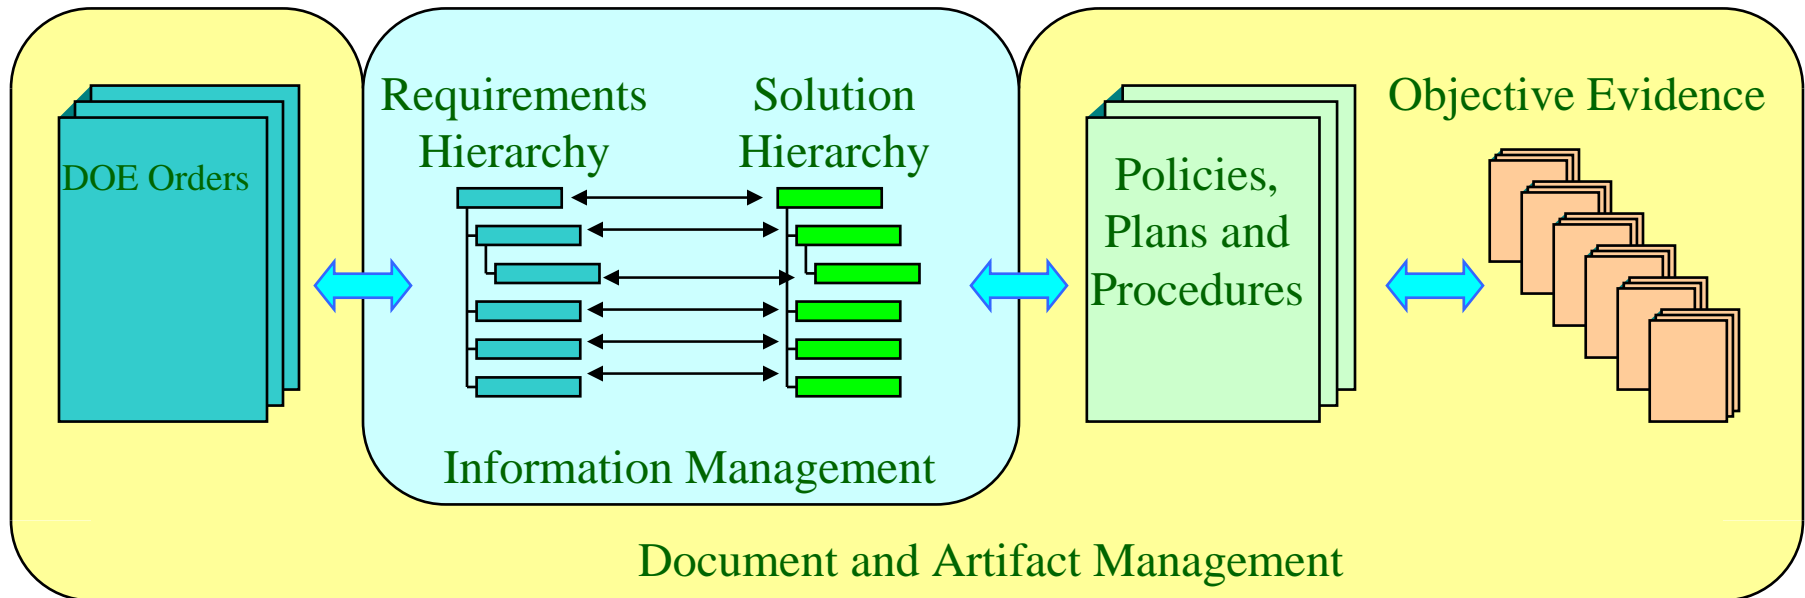 DOE Orders
Requirements
Hierarchy
Solution
Hierarchy
Information Management
Policies,
Plans and
Procedures
Objective Evidence
Document and Artifact Management